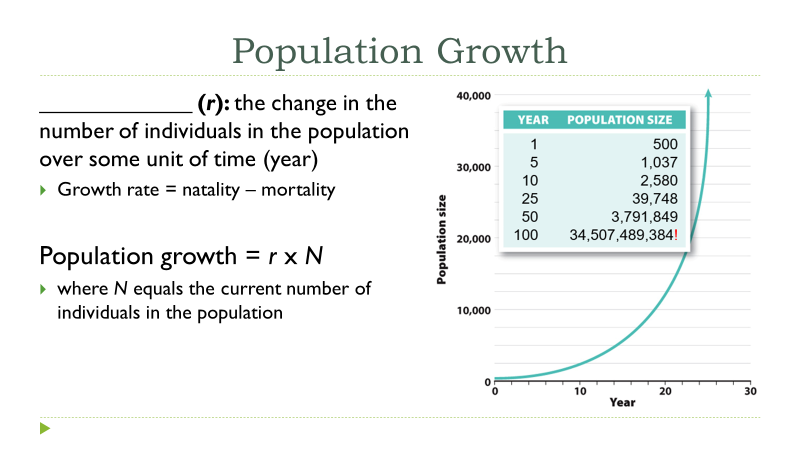 Population Growth
______________ (r): the change in the
number of individuals in the population
over some unit of time (year)
Growth rate = natality – mortality
Population growth = r x N
where N equals the current number of
individuals in the population
Population size
40,000
30,000
20,000
10,000
0
YEAR POPULATION SIZE
1 500
5 1,037
10 2,580
25 39,748
50 3,791,849
100 34,507,489,384!
0 10 20 30
Year